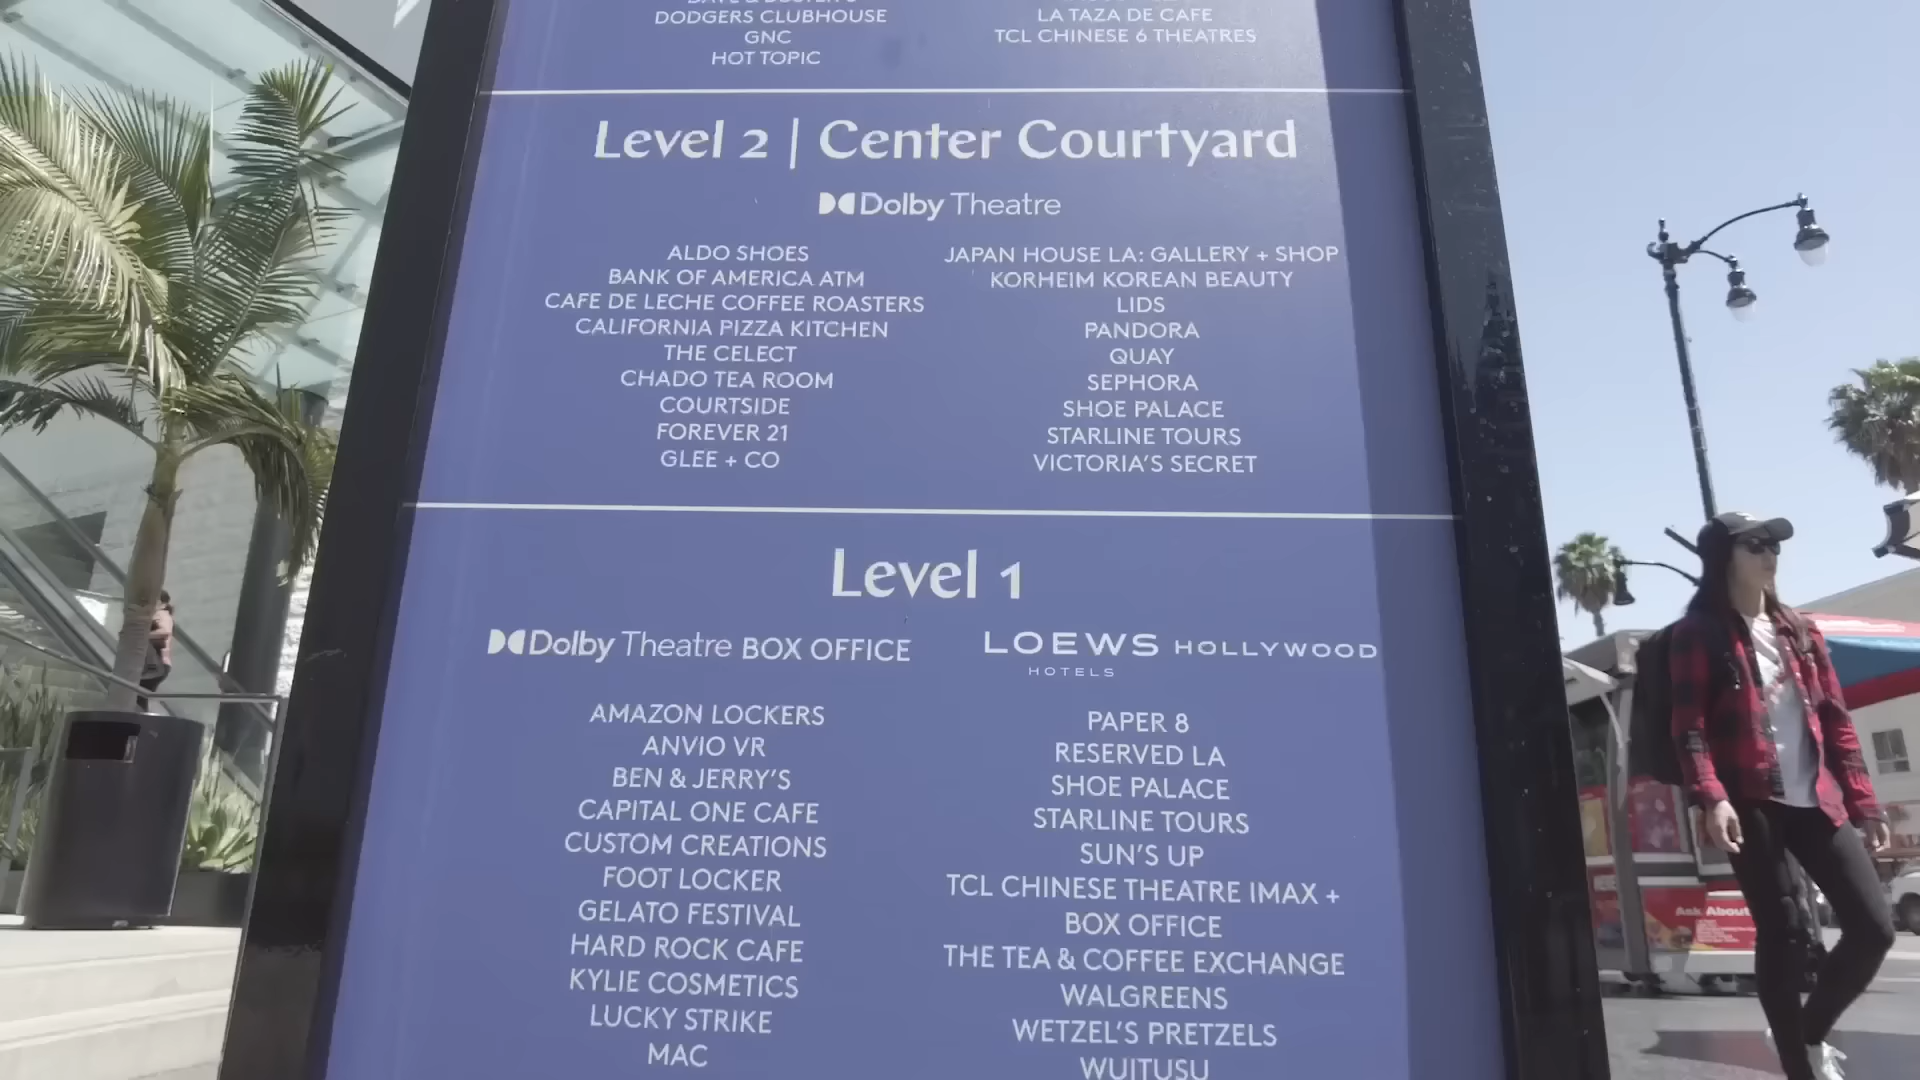 DODGERS CLUBHOUSE
GNC
HOT TOPIC
LA TAZA DE CAFE
TCL CHINESE 6 THEATRES
Level 2 | Center Courtyard
Dolby Theatre
ALDO SHOES
BANK OF AMERICA ATM
CAFE DE LECHE COFFEE ROASTERS
CALIFORNIA PIZZA KITCHEN
THE CELECT
CHADO TEA ROOM
COURTSIDE
FOREVER 21
GLEE + CO
JAPAN HOUSE LA: GALLERY + SHOP
KORHEIM KOREAN BEAUTY
LIDS
PANDORA
QUAY
SEPHORA
SHOE PALACE
STARLINE TOURS
VICTORIA'S SECRET
Level 1
Dolby Theatre BOX OFFICE
LOEWS HOLLYWOOD
HOTELS
AMAZON LOCKERS
ANVIO VR
BEN & JERRY'S
CAPITAL ONE CAFE
CUSTOM CREATIONS
FOOT LOCKER
GELATO FESTIVAL
HARD ROCK CAFE
KYLIE COSMETICS
LUCKY STRIKE
MAC
PAPER 8
RESERVED LA
SHOE PALACE
STARLINE TOURS
SUN'S UP
TCL CHINESE THEATRE IMAX +
BOX OFFICE
THE TEA & COFFEE EXCHANGE
WALGREENS
WETZEL'S PRETZELS
WUITUSU
Ask About